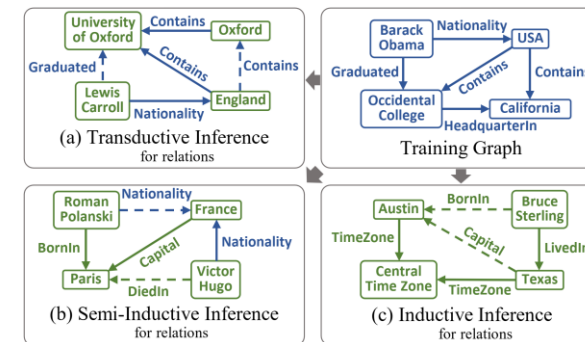 University
of Oxford
Contains
Oxford
Graduated
Contains
Contains
Lewis
Carroll
Nationality
England
(a) Transductive Inference
for relations
Barack
Obama
Nationality
USA
Graduated
Contains
Contains
Occidental
College
California
HeadquarterIn
Training Graph
Roman
Polanski
Nationality
France
BornIn
Capital
Nationality
Paris
DiedIn
Victor
Hugo
(b) Semi-Inductive Inference
for relations
Austin
BornIn
Bruce
Sterling
TimeZone
Capital
LivedIn
Central
Time Zone
TimeZone
Texas
(c) Inductive Inference
for relations